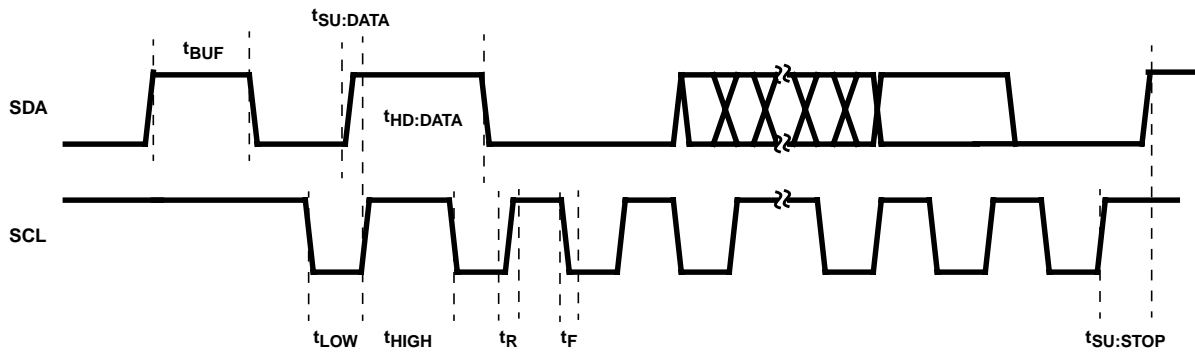 tSU:DATA
tBUF
SDA
tHD:DATA
SCL
tLOW tHIGH tR tF tSU:STOP